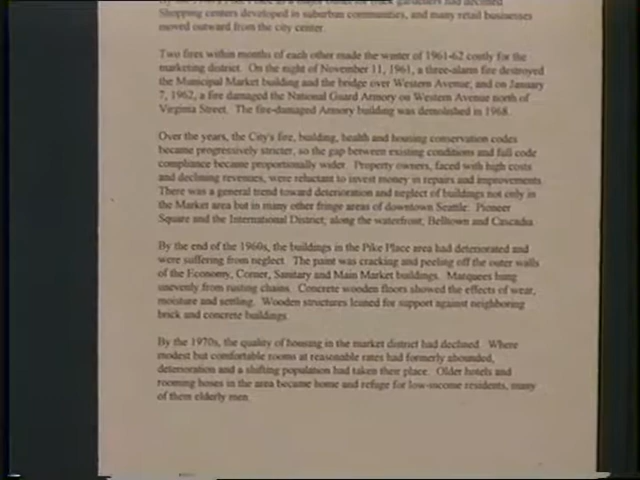 Shopping centers developed in suburban communities, and many retail businesses
moved outward from the city center.
Two fires within months of each other made the winter of 1961-62 costly for the
marketing district. On the night of November 11, 1961, a three-alarm fire destroyed
the Municipal Market building and the bridge over Western Avenue; and on January
7, 1962, a fire damaged the National Guard Armory on Western Avenue north of
Virginia Street. The fire-damaged Armory building was demolished in 1968.
Over the years, the City's fire, building, health and housing conservation codes
became progressively stricter, so the gap between existing conditions and full code
compliance became proportionally wider. Property owners, faced with high costs
and declining revenues, were reluctant to invest money in repairs and improvements.
There was a general trend toward deterioration and neglect of buildings not only in
the Market area but in many other fringe areas of downtown Seattle: Pioneer
Square and the International District; along the waterfront; Belltown and Cascadia.
By the end of the 1960s, the buildings in the Pike Place area had deteriorated and
were suffering from neglect. The paint was cracking and peeling off the outer walls
of the Economy, Corner, Sanitary and Main Market buildings. Marquees hung
unevenly from rusting chains. Concrete wooden floors showed the effects of wear,
moisture and settling. Wooden structures leaned for support against neighboring
brick and concrete buildings.
By the 1970s, the quality of housing in the market district had declined. Where
modest but comfortable rooms at reasonable rates had formerly abounded,
deterioration and a shifting population had taken their place. Older hotels and
rooming hoses in the area became home and refuge for low-income residents, many
of them elderly men.